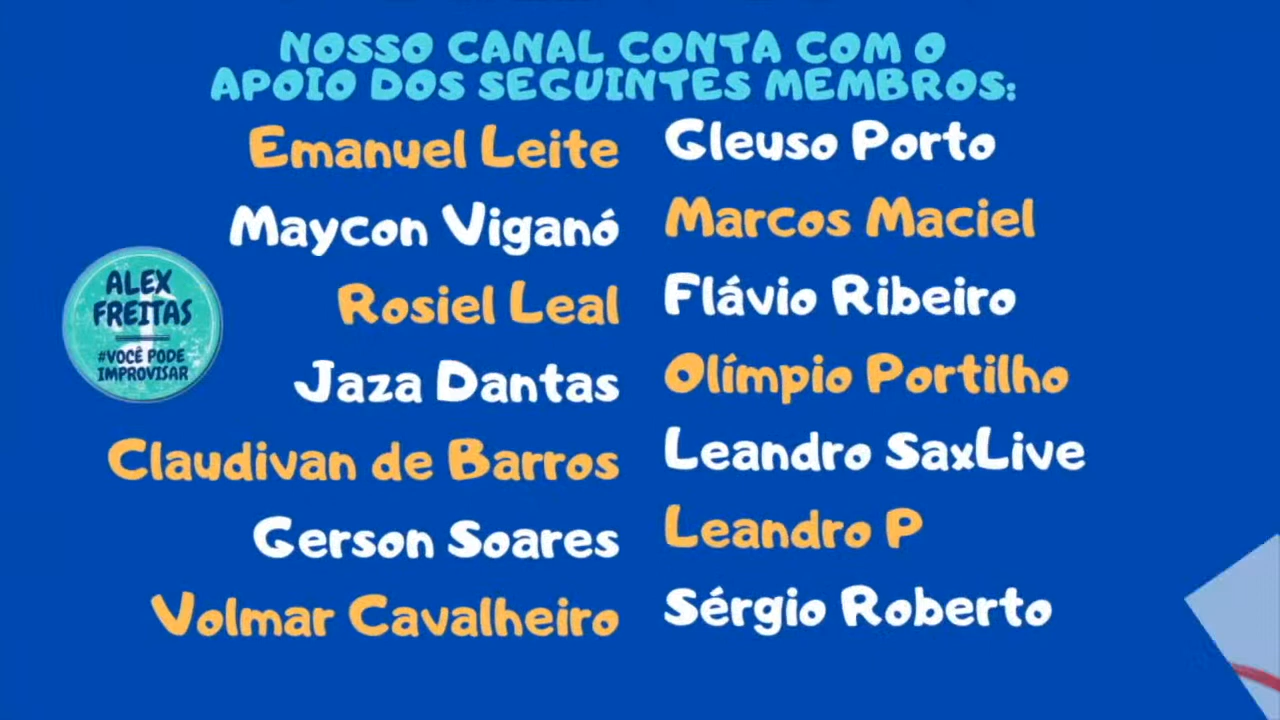 NOSSO CANAL CONTA COM O
APOIO DOS SEGUINTES MEMBROS:
Emanuel Leite
Maycon Viganó
Rosiel Leal
Jaza Dantas
Claudivan de Barros
Gerson Soares
Volmar Cavalheiro
Gleuso Porto
Marcos Maciel
Flávio Ribeiro
Olímpio Portilho
Leandro SaxLive
Leandro P
Sérgio Roberto
ALEX
FREITAS
#VOCÊ PODE
IMPROVISAR